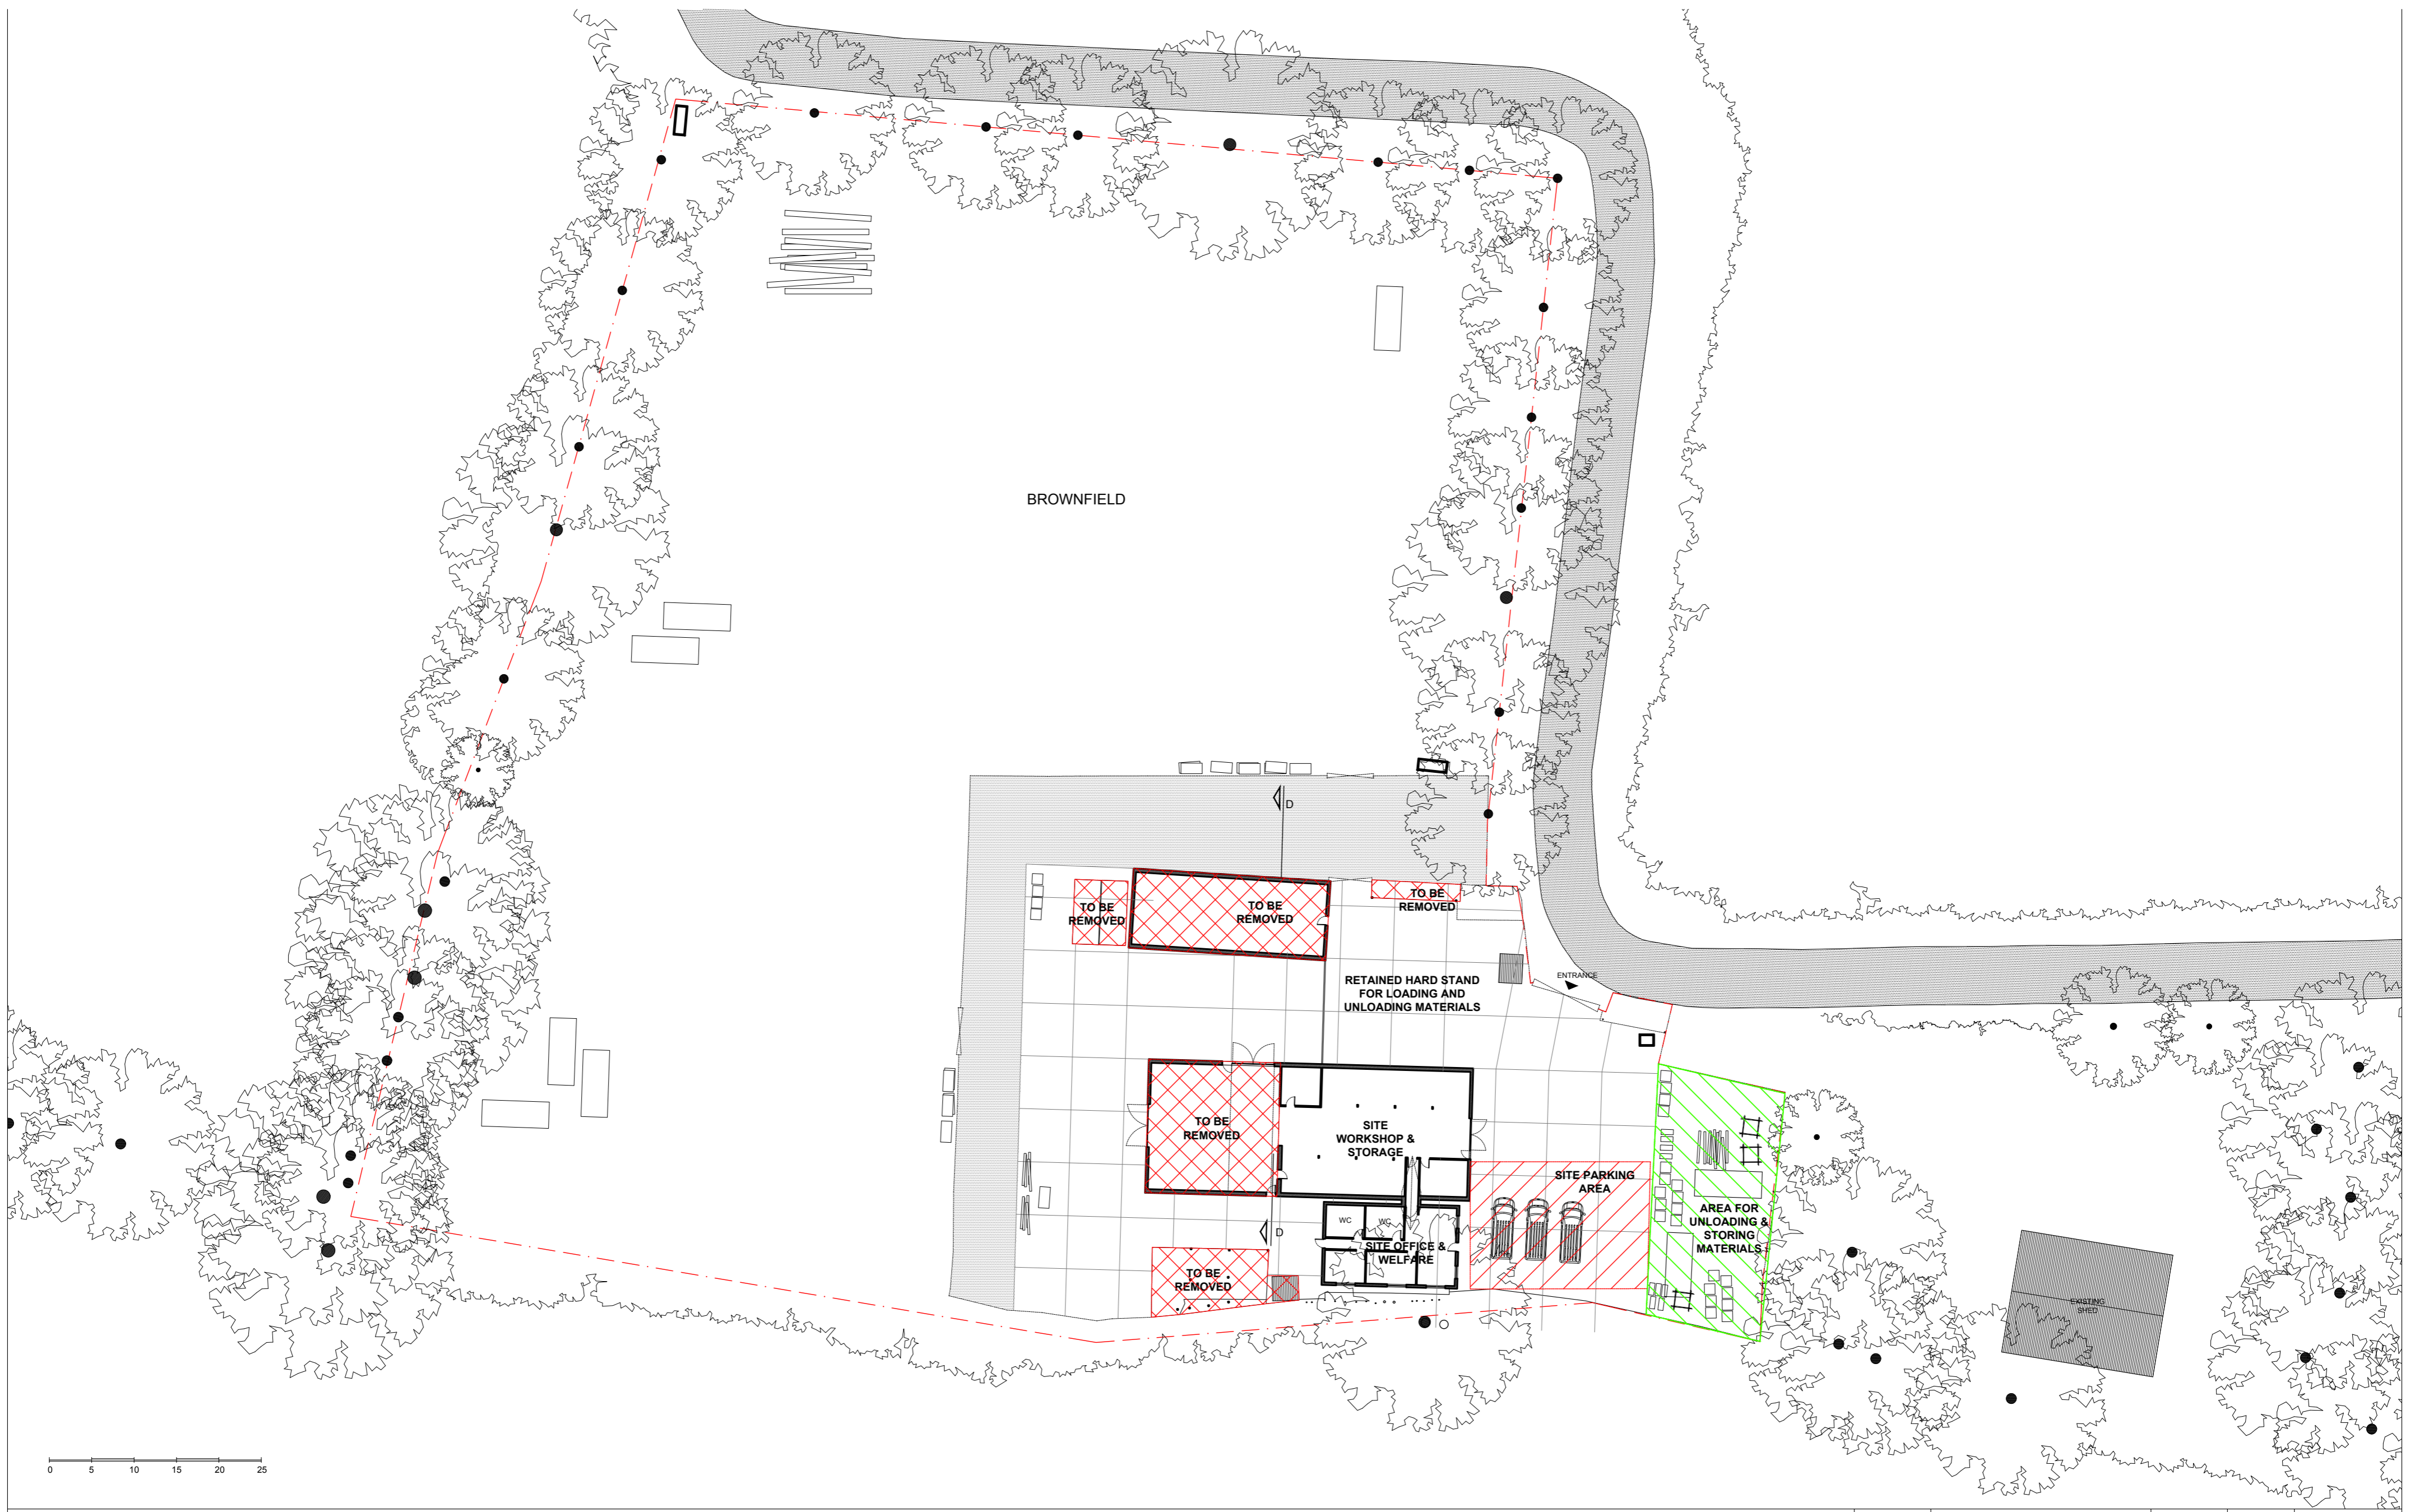 BROWNFIELD
D
TO BE
REMOVED
TO BE
REMOVED
TO BE
REMOVED
RETAINED HARD STAND
FOR LOADING AND
UNLOADING MATERIALS
ENTRANCE
TO BE
REMOVED
SITE
WORKSHOP &
STORAGE
SITE PARKING
AREA
AREA FOR
UNLOADING &
STORING
MATERIALS
WC
WC
D
SITE OFFICE &
WELFARE
TO BE
REMOVED
EXISTING
SHED
0 5 10 15 20 25